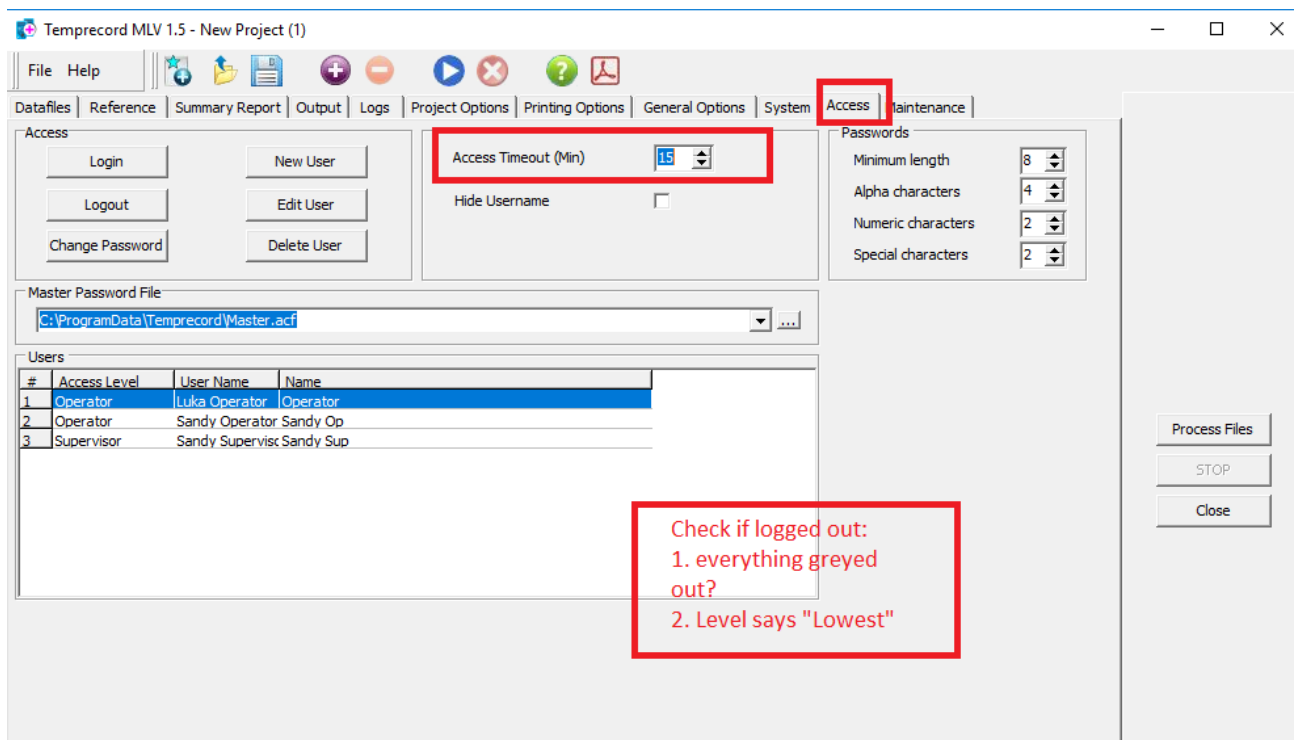 Temprecord MLV 1.5 - New Project (1)
File Help
Datafiles Reference Summary Report Output Logs Project Options Printing Options General Options System Access Maintenance
Access
Login New User
Logout Edit User
Change Password Delete User
Access Timeout (Min) 15
Hide Username
Passwords
Minimum length 8
Alpha characters 4
Numeric characters 2
Special characters 2
Master Password File
C:\ProgramData\Temprecord\Master.acf
...
Users
# Access Level User Name Name
1 Operator Luka Operator Operator
2 Operator Sandy Operator Sandy Op
3 Supervisor Sandy Supervisc Sandy Sup
Check if logged out:
1. everything greyed
out?
2. Level says "Lowest"
Process Files
STOP
Close